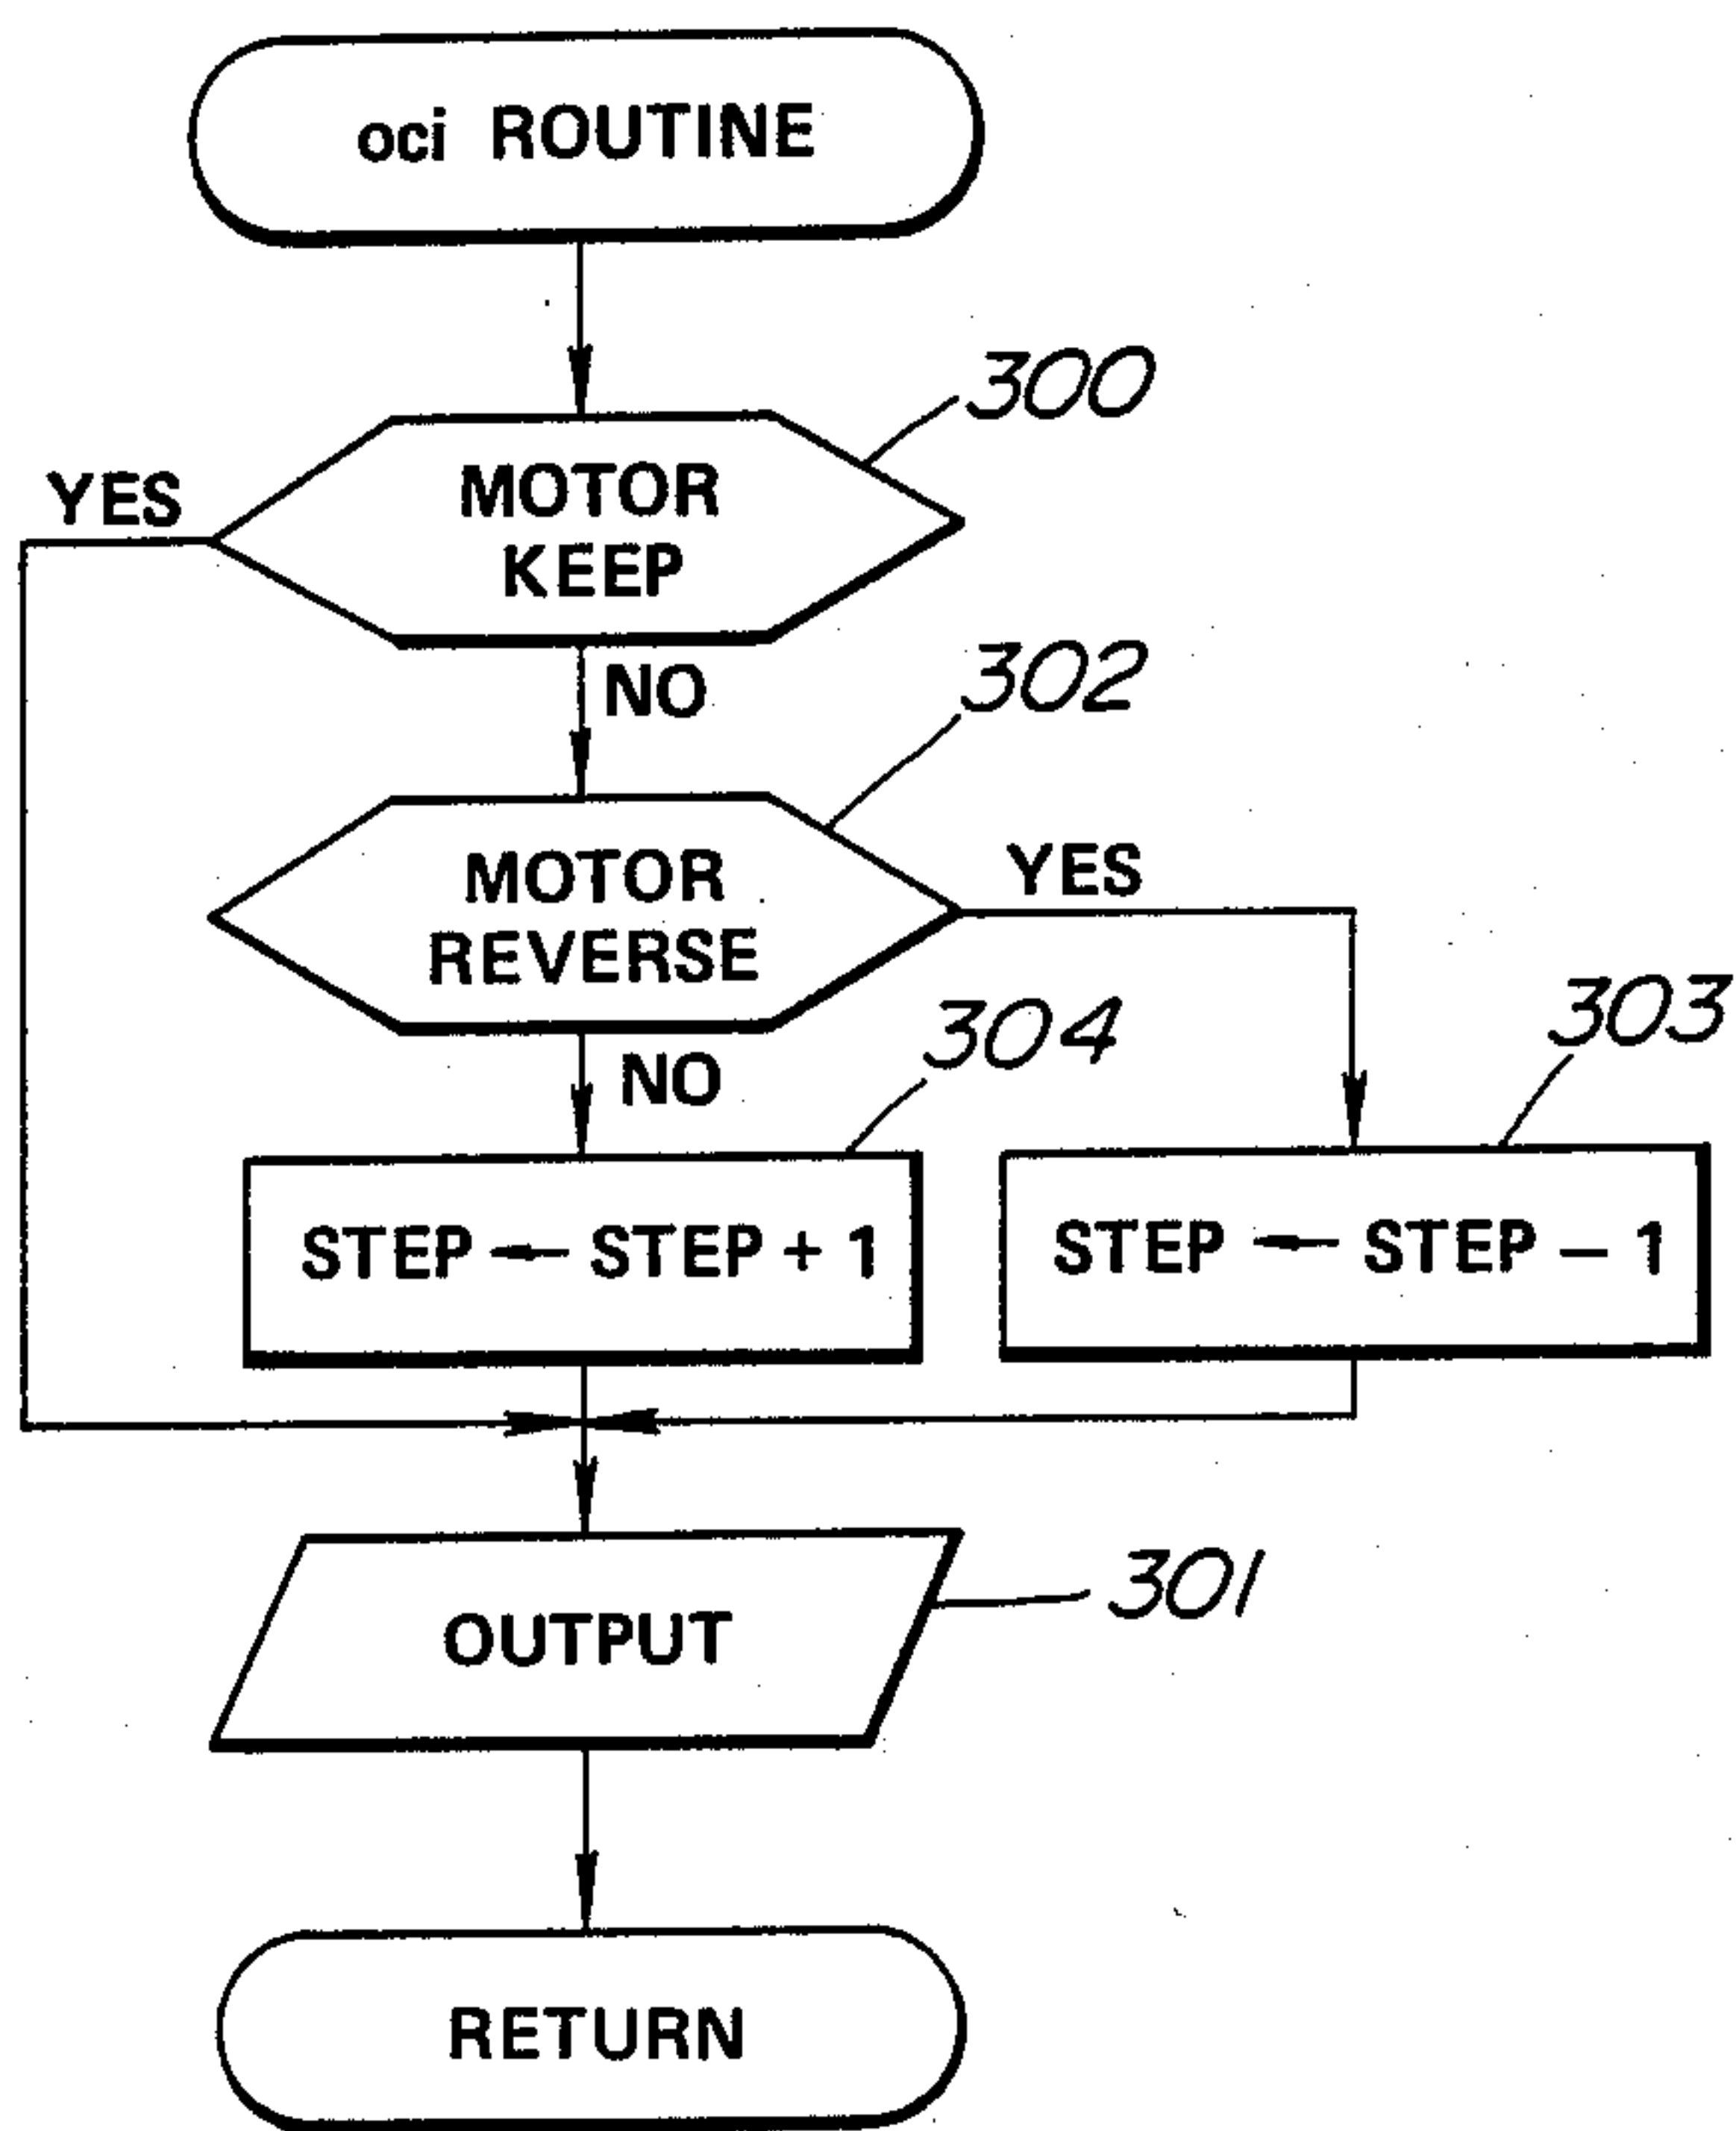 oci ROUTINE
300
YES
MOTOR
KEEP
NO
302
MOTOR
REVERSE
YES
NO
304
303
STEP ← STEP + 1
STEP ← STEP – 1
OUTPUT
301
RETURN